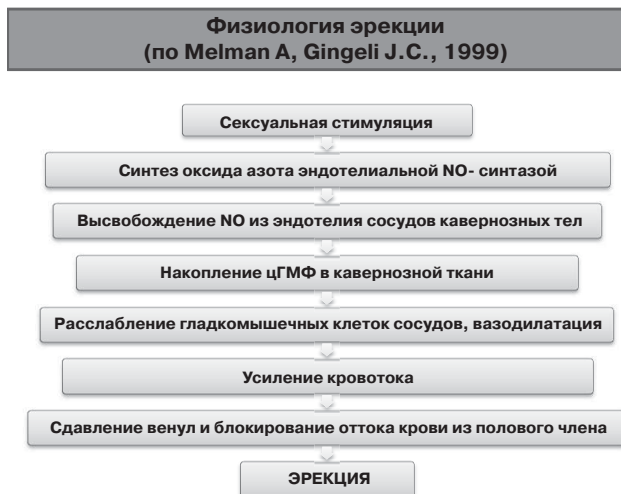 Физиология эрекции
(по Melman A, Gingeli J.C., 1999)
Сексуальная стимуляция
Синтез оксида азота эндотелиальной NO- синтазой
Высвобождение NO из эндотелия сосудов кавернозных тел
Накопление цГМФ в кавернозной ткани
Расслабление гладкомышечных клеток сосудов, вазодилатация
Усиление кровотока
Сдавление венул и блокирование оттока крови из полового члена
ЭРЕКЦИЯ